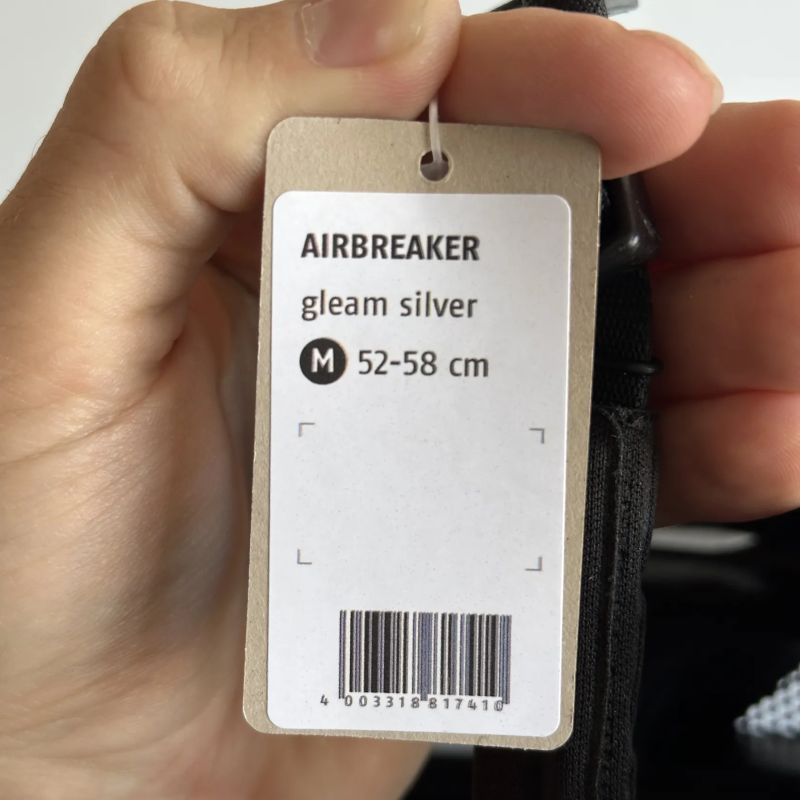 AIRBREAKER
gleam silver
M 52-58 cm
4 003318 817410